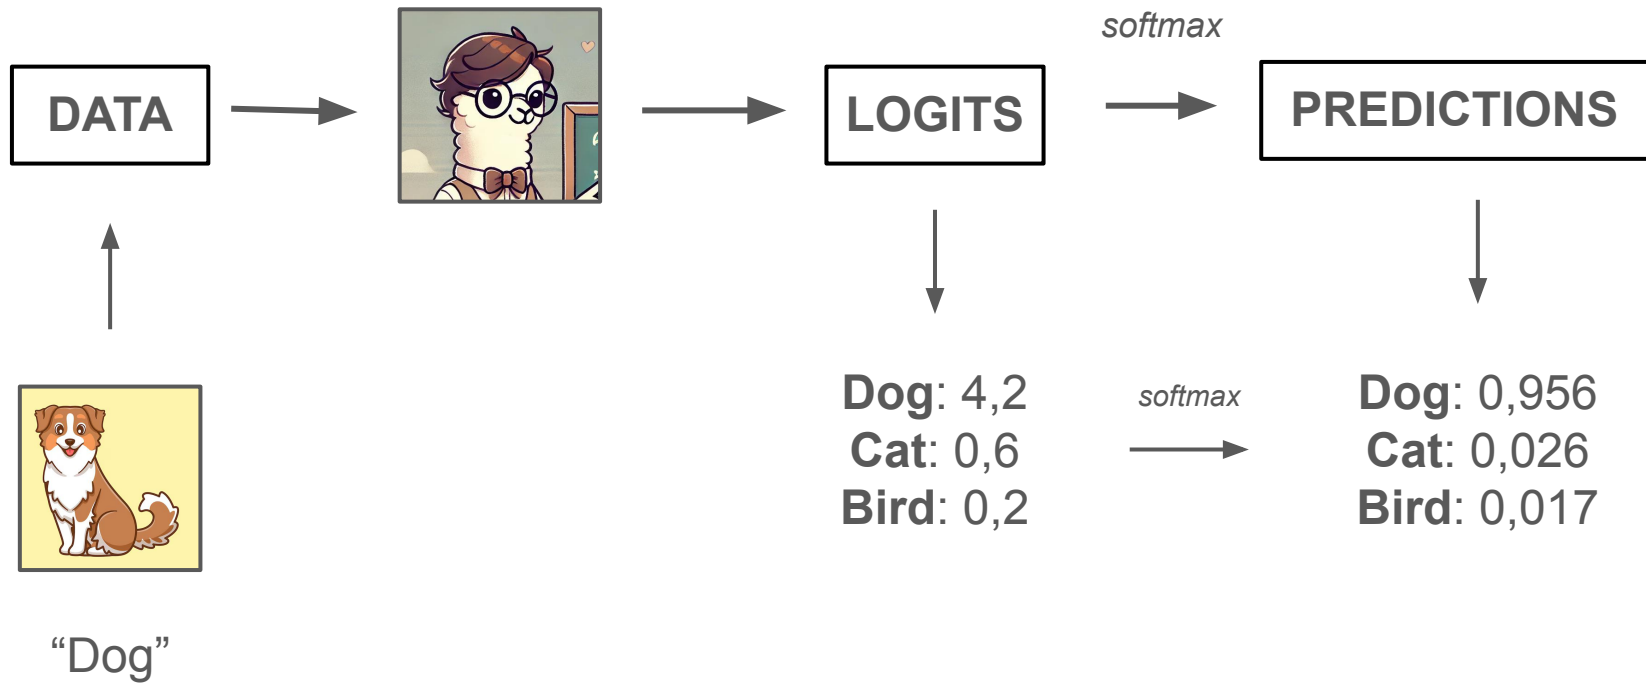 softmax
DATA
LOGITS
PREDICTIONS
Dog: 4,2
Cat: 0,6
Bird: 0,2
softmax
Dog: 0,956
Cat: 0,026
Bird: 0,017
“Dog”